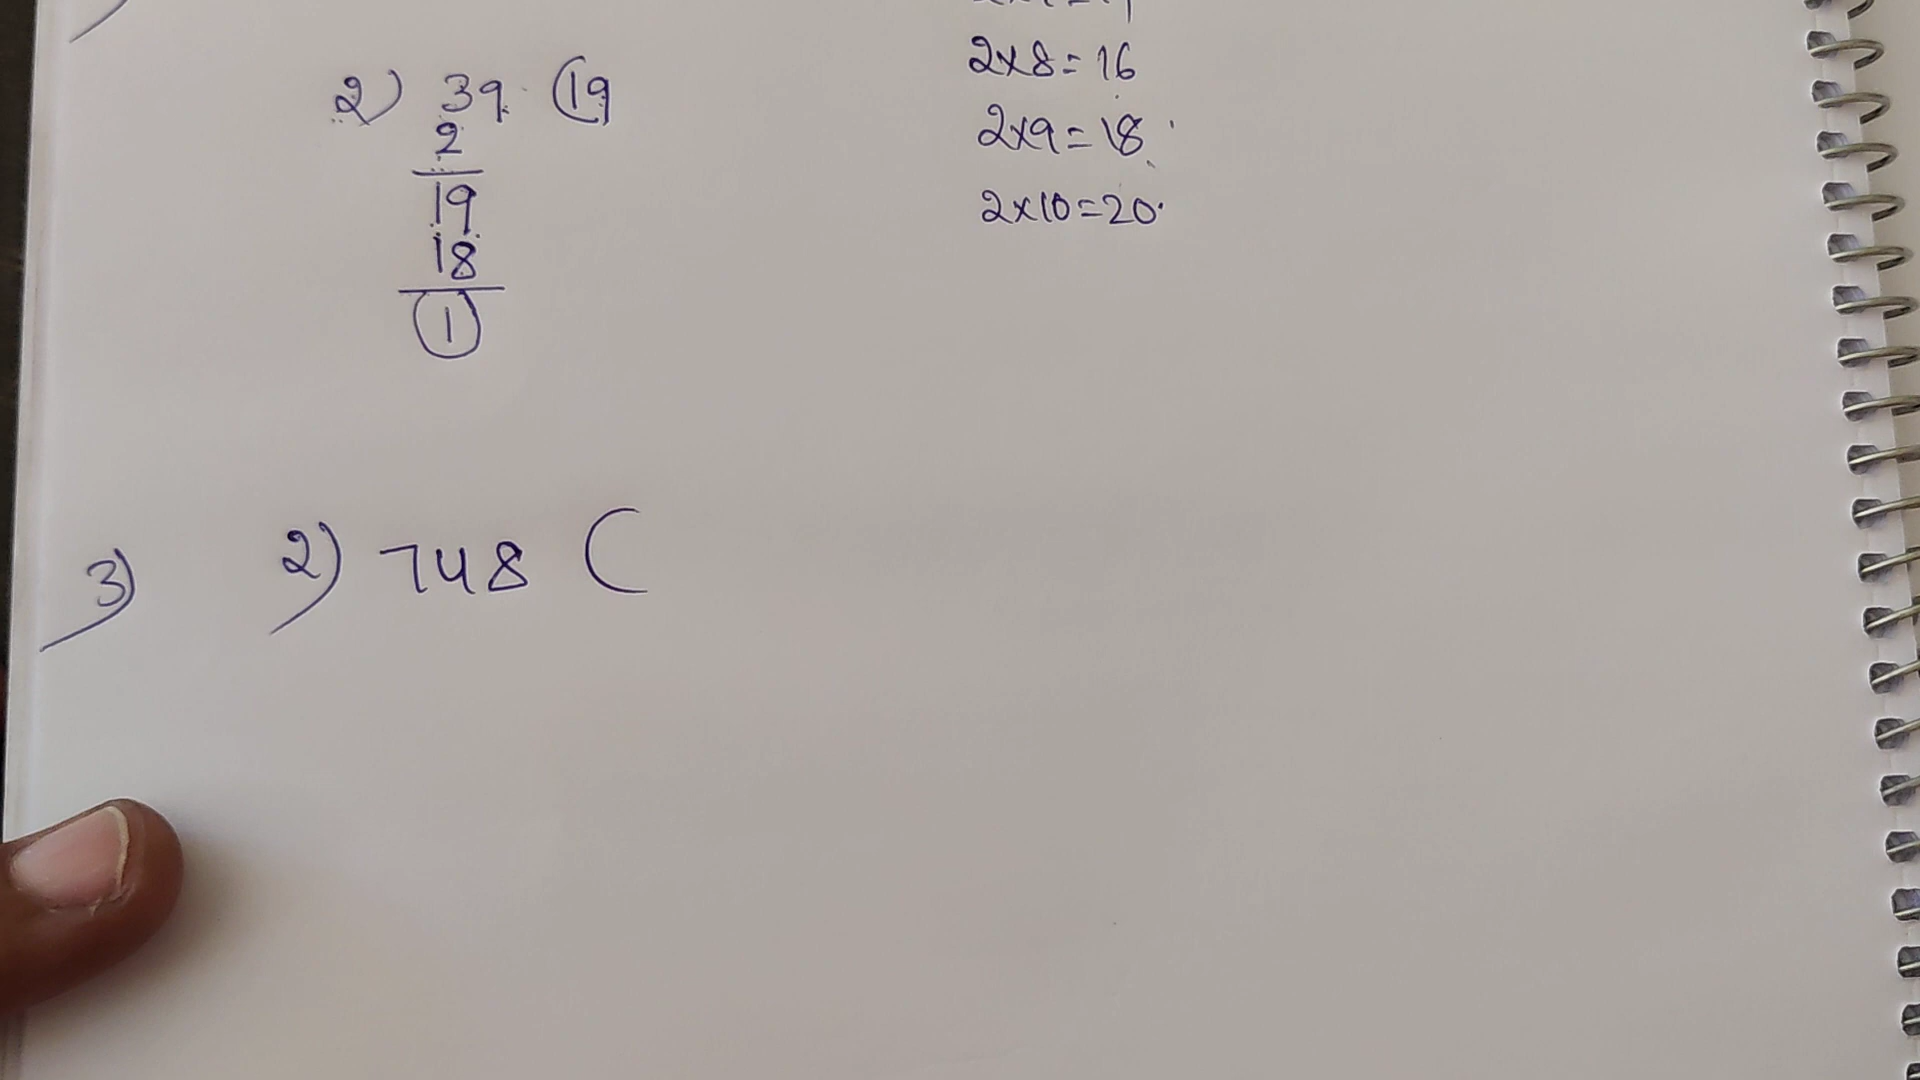 2) 39 (19
2
19
18
1
2x8=16
2x9=18
2x10=20
3) 2) 748 (